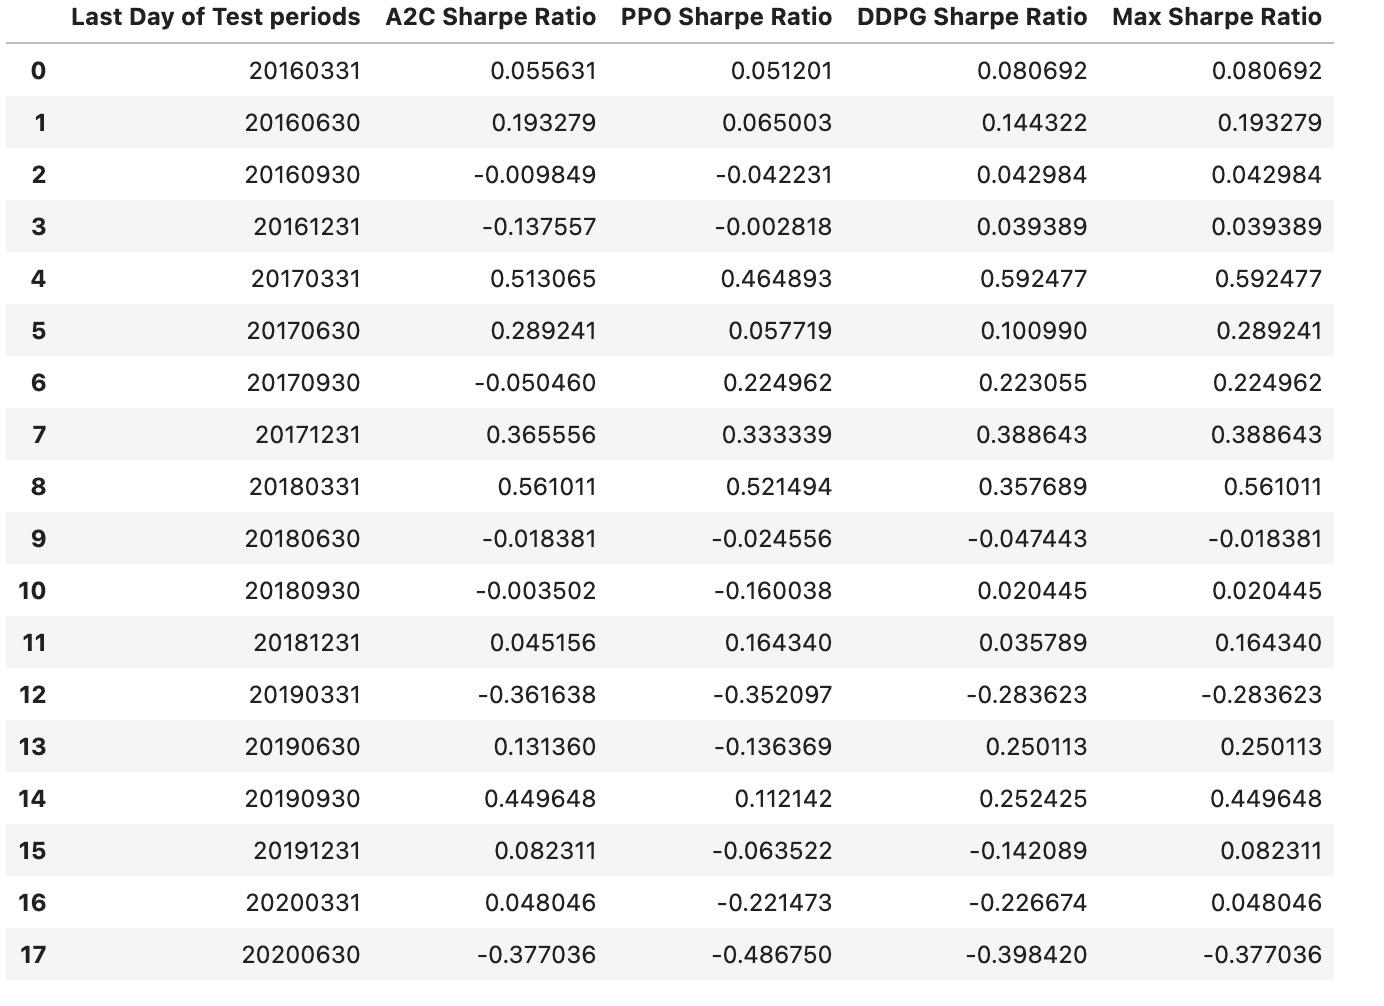 Last Day of Test periods A2C Sharpe Ratio PPO Sharpe Ratio DDPG Sharpe Ratio Max Sharpe Ratio
0 20160331 0.055631 0.051201 0.080692 0.080692
1 20160630 0.193279 0.065003 0.144322 0.193279
2 20160930 -0.009849 -0.042231 0.042984 0.042984
3 20161231 -0.137557 -0.002818 0.039389 0.039389
4 20170331 0.513065 0.464893 0.592477 0.592477
5 20170630 0.289241 0.057719 0.100990 0.289241
6 20170930 -0.050460 0.224962 0.223055 0.224962
7 20171231 0.365556 0.333339 0.388643 0.388643
8 20180331 0.561011 0.521494 0.357689 0.561011
9 20180630 -0.018381 -0.024556 -0.047443 -0.018381
10 20180930 -0.003502 -0.160038 0.020445 0.020445
11 20181231 0.045156 0.164340 0.035789 0.164340
12 20190331 -0.361638 -0.352097 -0.283623 -0.283623
13 20190630 0.131360 -0.136369 0.250113 0.250113
14 20190930 0.449648 0.112142 0.252425 0.449648
15 20191231 0.082311 -0.063522 -0.142089 0.082311
16 20200331 0.048046 -0.221473 -0.226674 0.048046
17 20200630 -0.377036 -0.486750 -0.398420 -0.377036